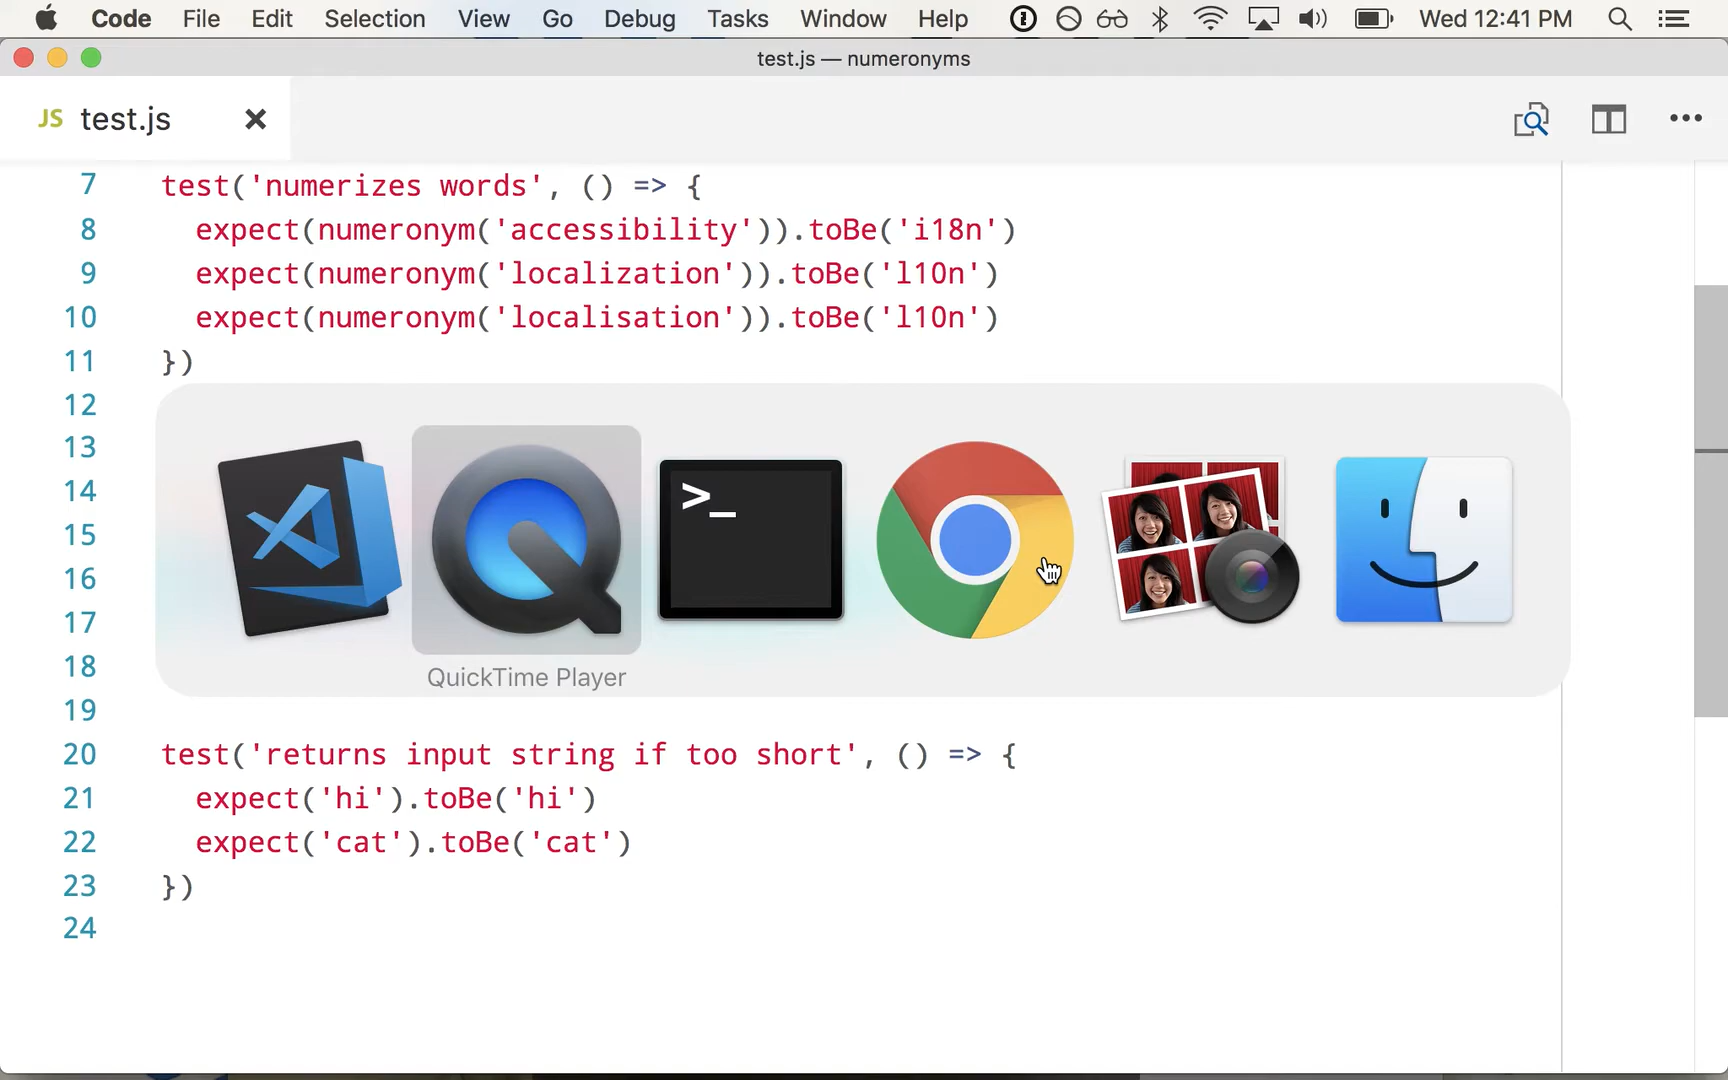 Code File Edit Selection View Go Debug Tasks Window Help Wed 12:41 PM
test.js — numeronyms
JS test.js
7 test('numerizes words', () => {
8 expect(numeronym('accessibility')).toBe('i18n')
9 expect(numeronym('localization')).toBe('l10n')
10 expect(numeronym('localisation')).toBe('l10n')
11 })
12
13
14
15
16
17
18
19
>_
QuickTime Player
20 test('returns input string if too short', () => {
21 expect('hi').toBe('hi')
22 expect('cat').toBe('cat')
23 })
24